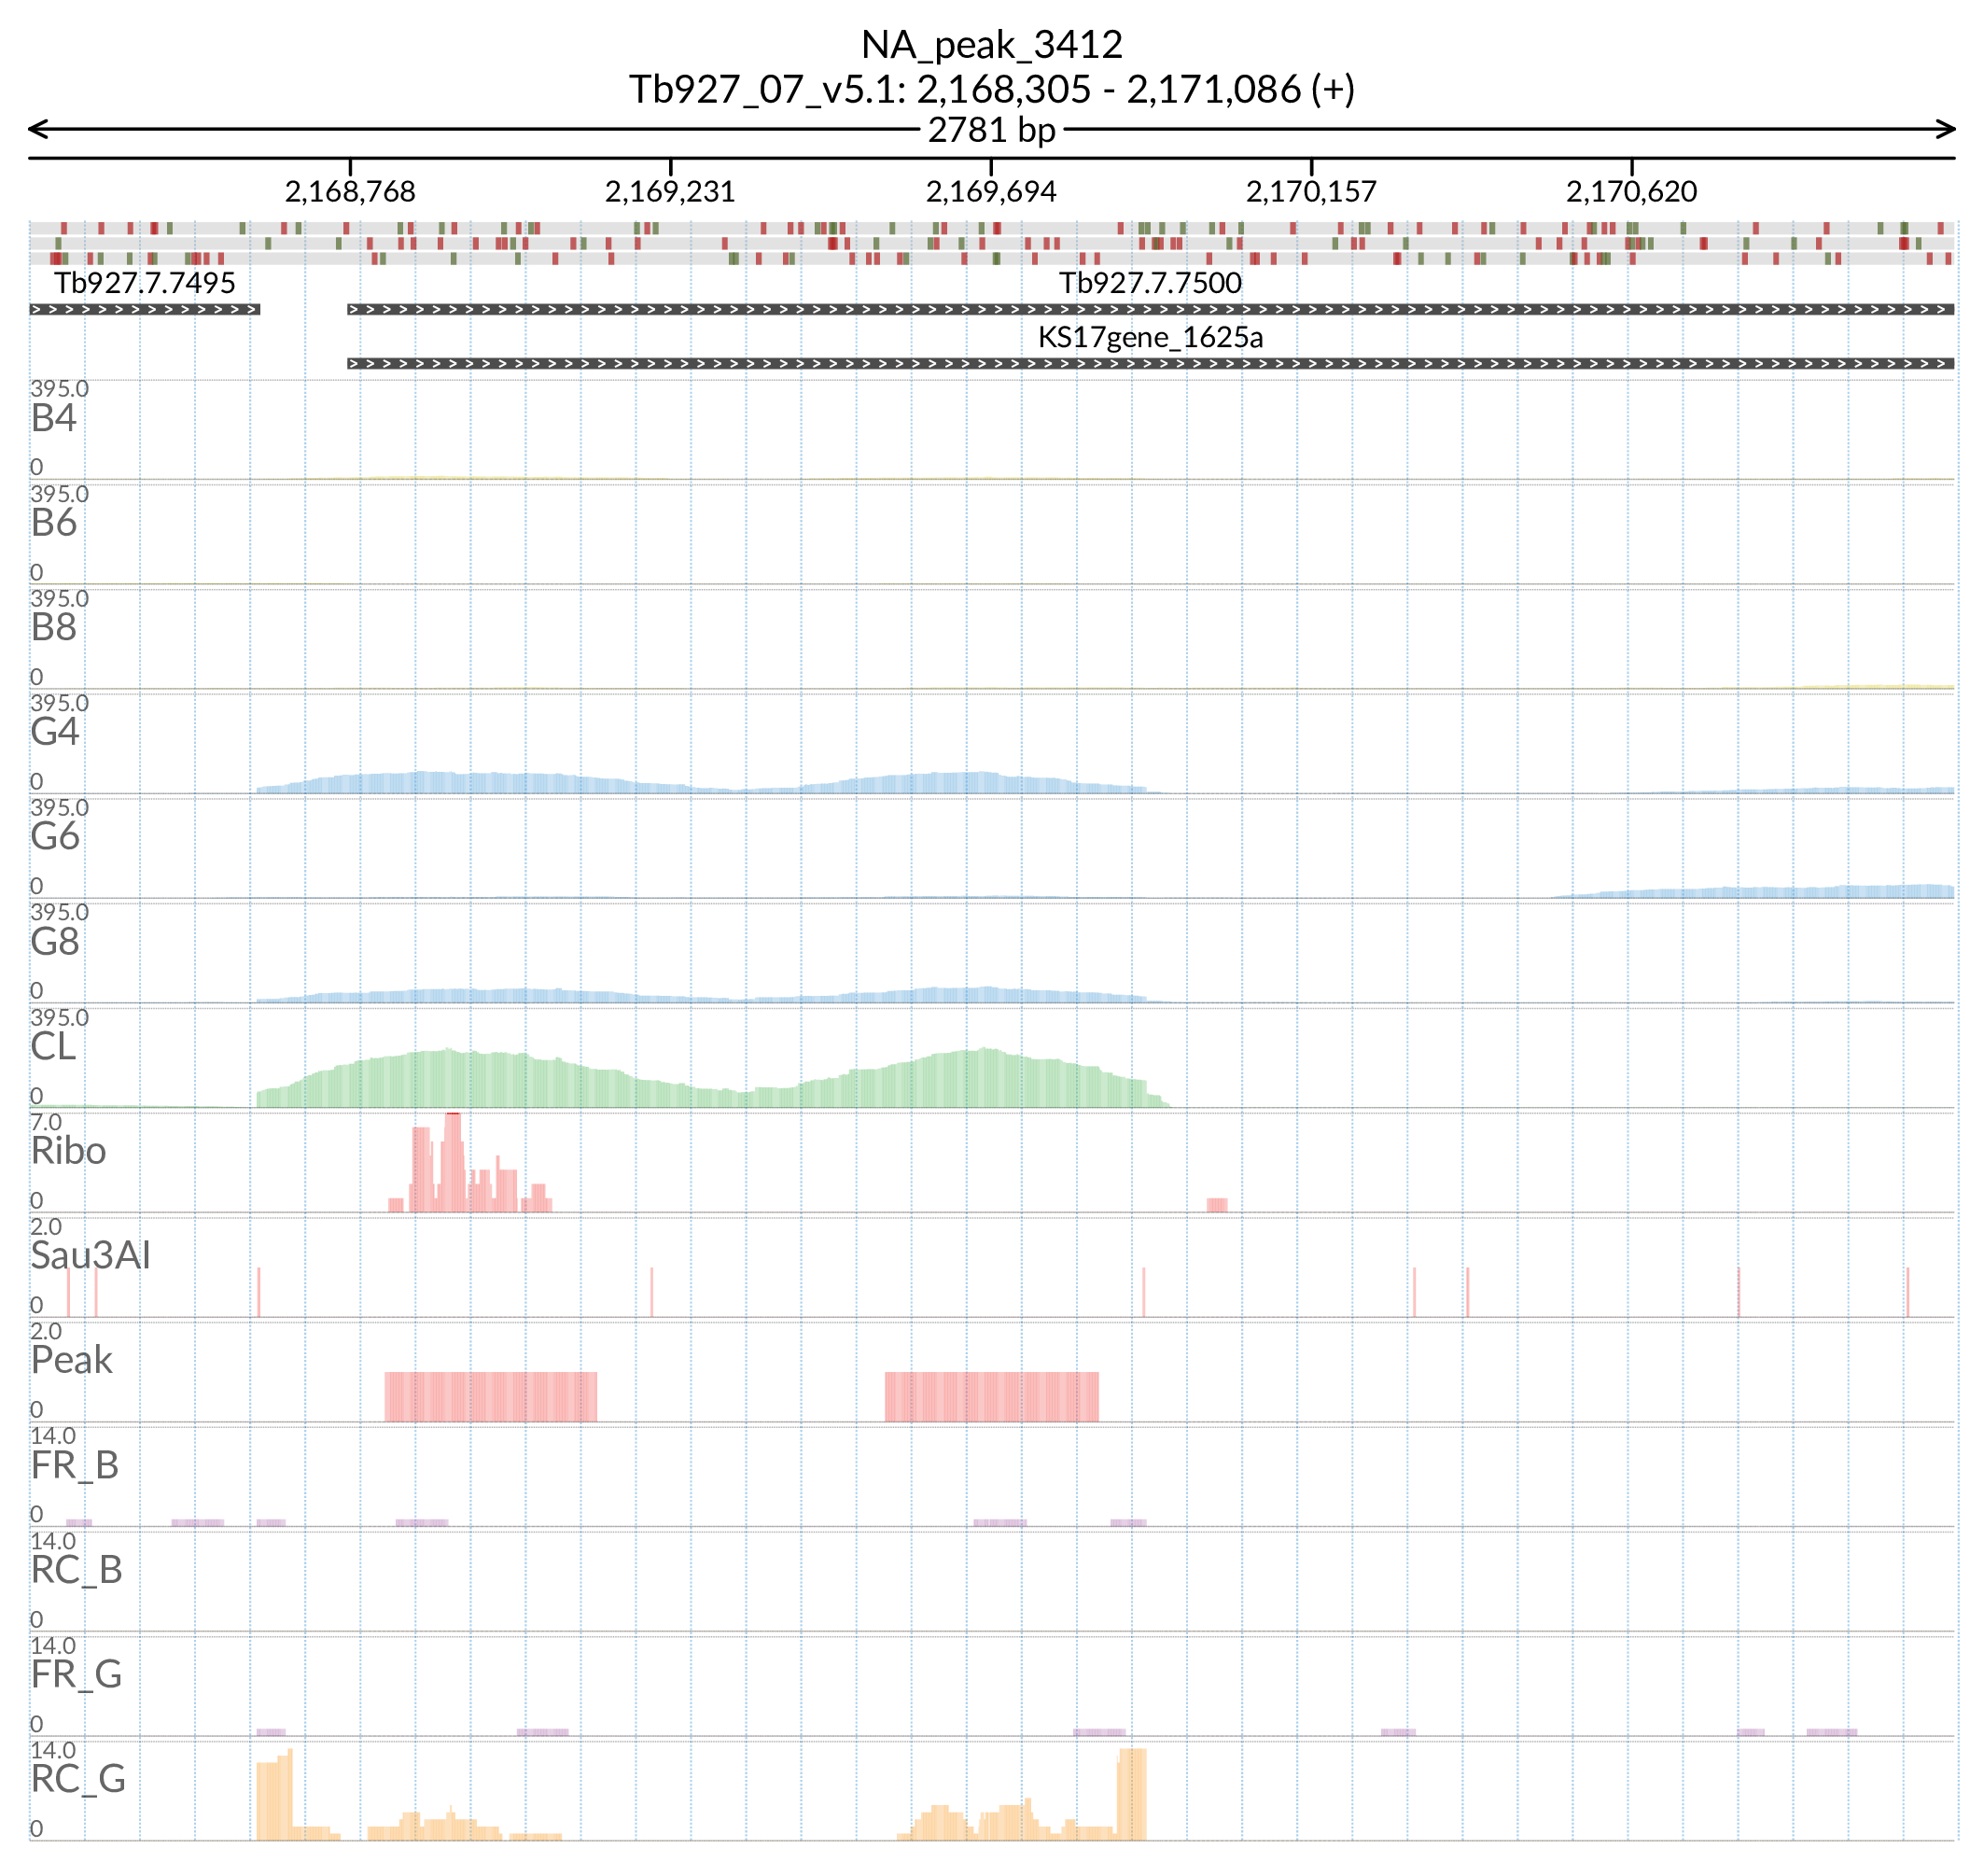 NA_peak_3412
Tb927_07_v5.1: 2,168,305 - 2,171,086 (+)
2781 bp
2,168,768 2,169,231 2,169,694 2,170,157 2,170,620
Tb927.7.7495 Tb927.7.7500
KS17gene_1625a
395.0
B4
0
395.0
B6
0
395.0
B8
0
395.0
G4
0
395.0
G6
0
395.0
G8
0
395.0
CL
0
7.0
Ribo
0
2.0
Sau3AI
0
2.0
Peak
0
14.0
FR_B
0
14.0
RC_B
0
14.0
FR_G
0
14.0
RC_G
0